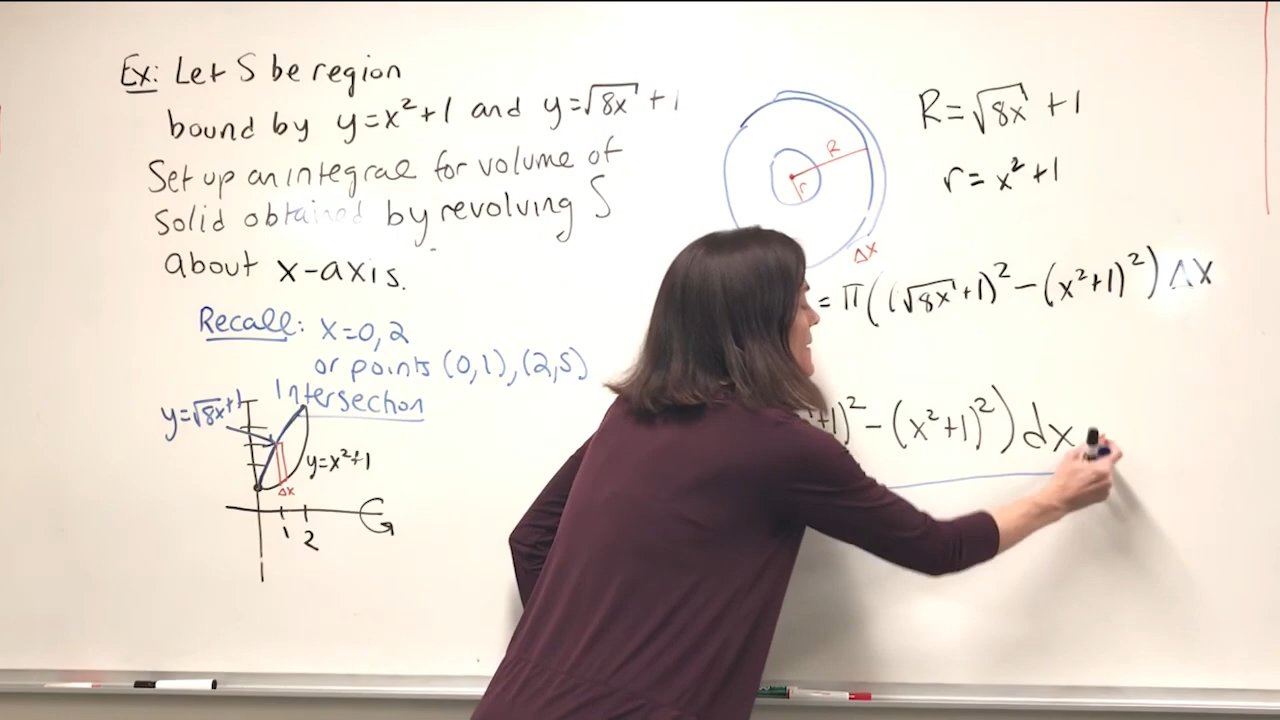 Ex: Let S be region
bound by y=x²+1 and y=√8x +1
Set up an integral for volume of
solid obtained by revolving S
about x-axis.
Recall: x=0,2
or points (0,1),(2,5)
Intersection
y=√8x+1
y=x²+1
Δx
1 2
R
r
Δx
R=√8x +1
r=x²+1
=π((√8x+1)²-(x²+1)²)Δx
+1)²-(x²+1)²)dx